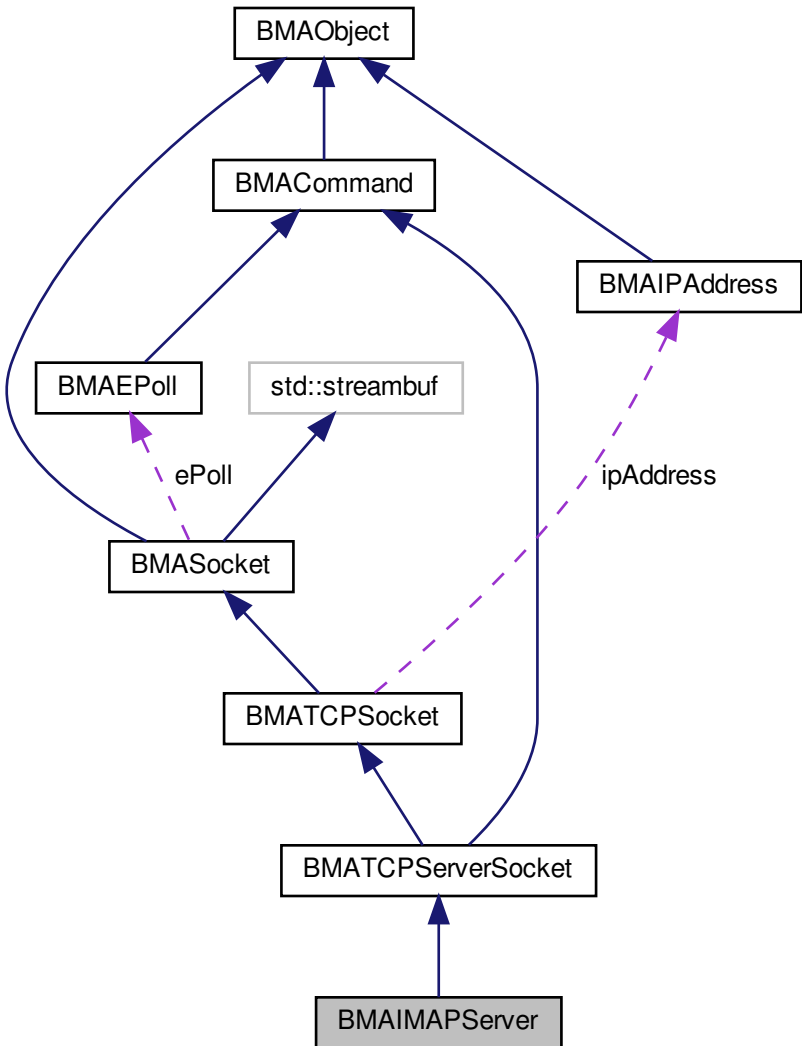 BMAObject
BMACommand
BMAIPAddress
BMAEPoll
std::streambuf
ePoll
ipAddress
BMASocket
BMATCPSocket
BMATCPServerSocket
BMAIMAPServer